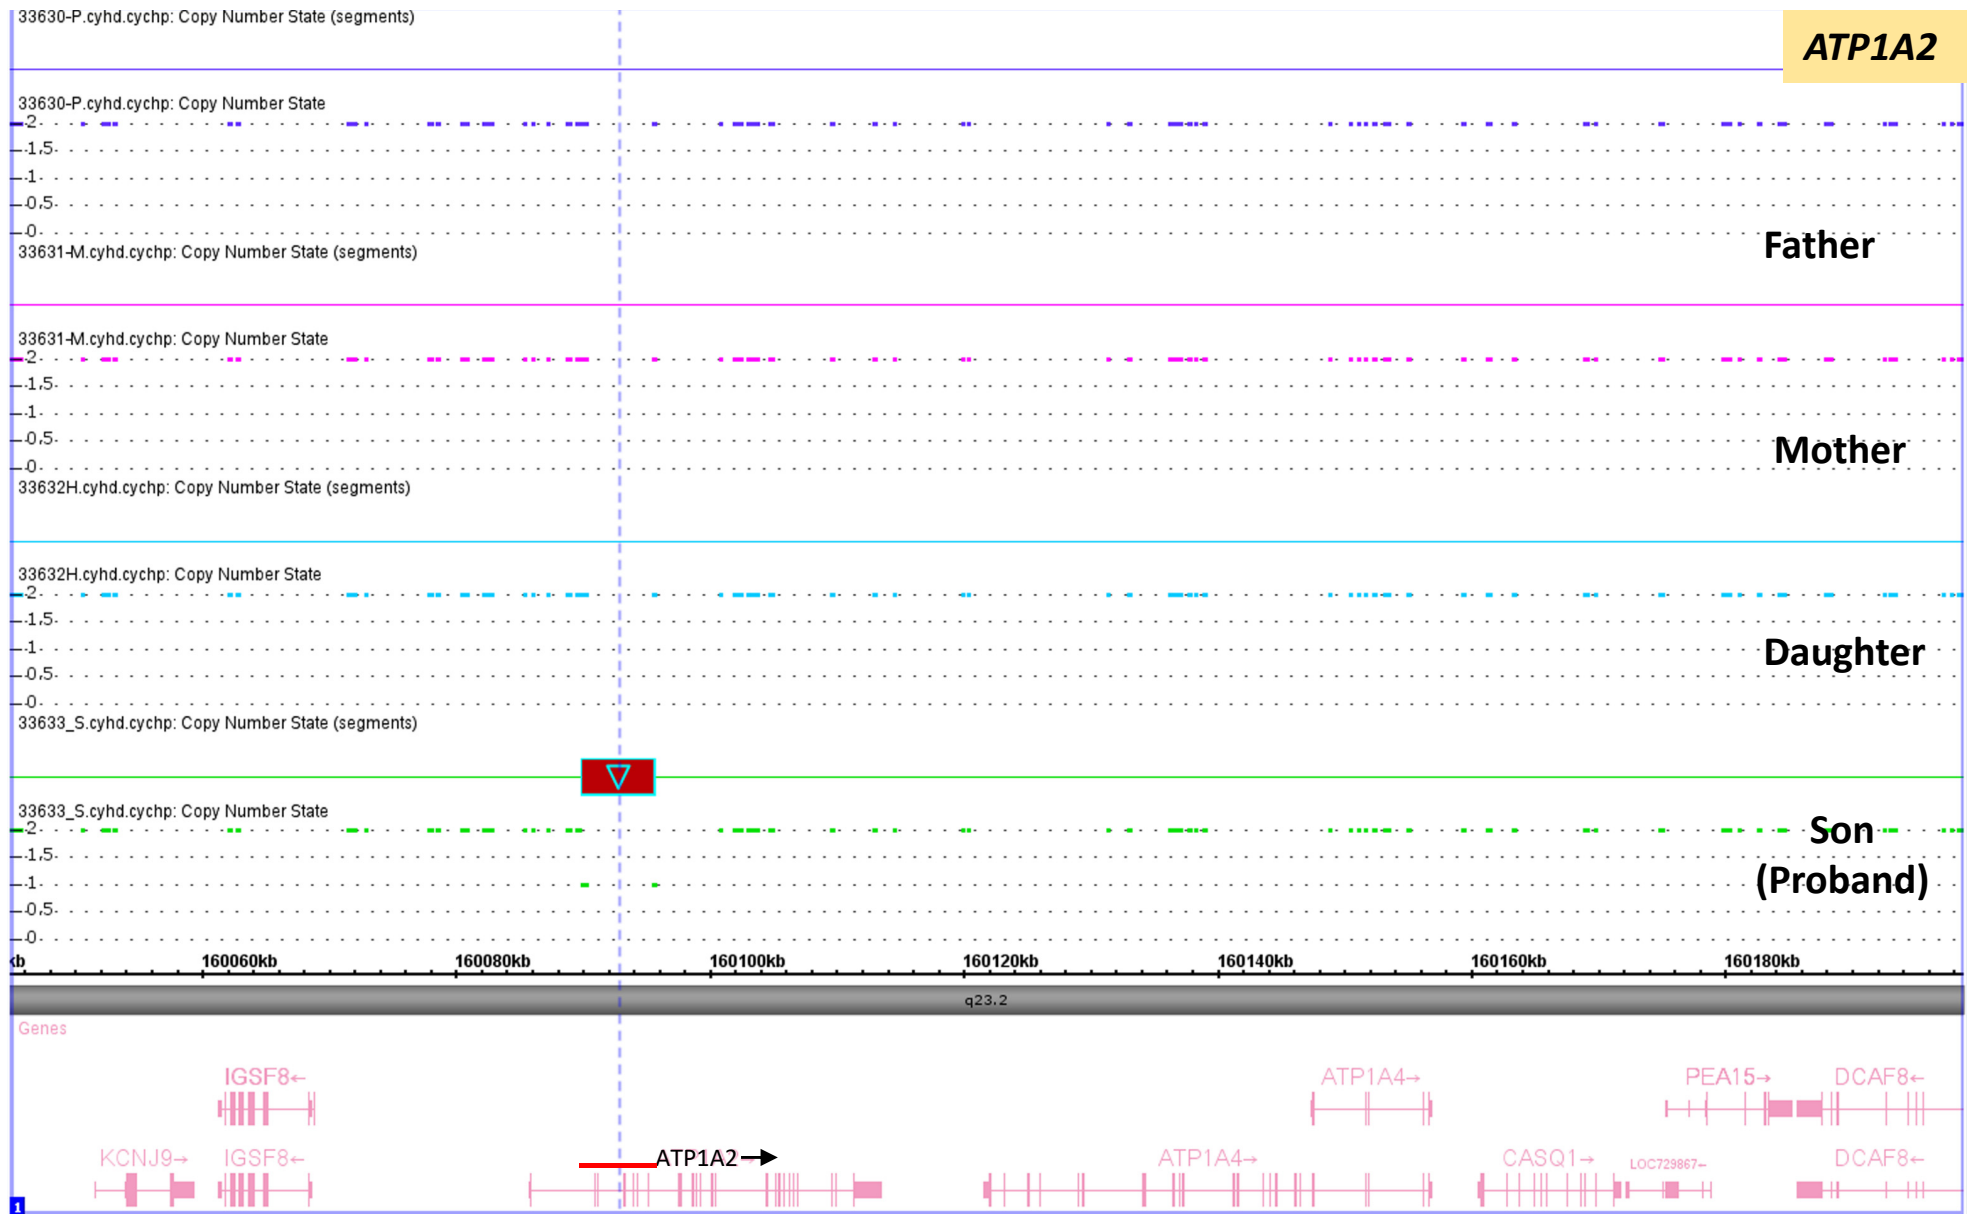 33630-P.cyhd.cychp: Copy Number State (segments)
ATP1A2
33630-P.cyhd.cychp: Copy Number State
2
1.5
1
0.5
0
Father
33631-M.cyhd.cychp: Copy Number State (segments)
33631-M.cyhd.cychp: Copy Number State
2
1.5
1
0.5
0
Mother
33632H.cyhd.cychp: Copy Number State (segments)
33632H.cyhd.cychp: Copy Number State
2
1.5
1
0.5
0
Daughter
33633_S.cyhd.cychp: Copy Number State (segments)
33633_S.cyhd.cychp: Copy Number State
2
1.5
1
0.5
0
Son
(Proband)
kb 160060kb 160080kb 160100kb 160120kb 160140kb 160160kb 160180kb
q23.2
Genes
IGSF8← ATP1A4→ PEA15→ DCAF8←
KCNJ9→ IGSF8← ATP1A2→ ATP1A4→ CASQ1→ LOC729867← DCAF8←
1